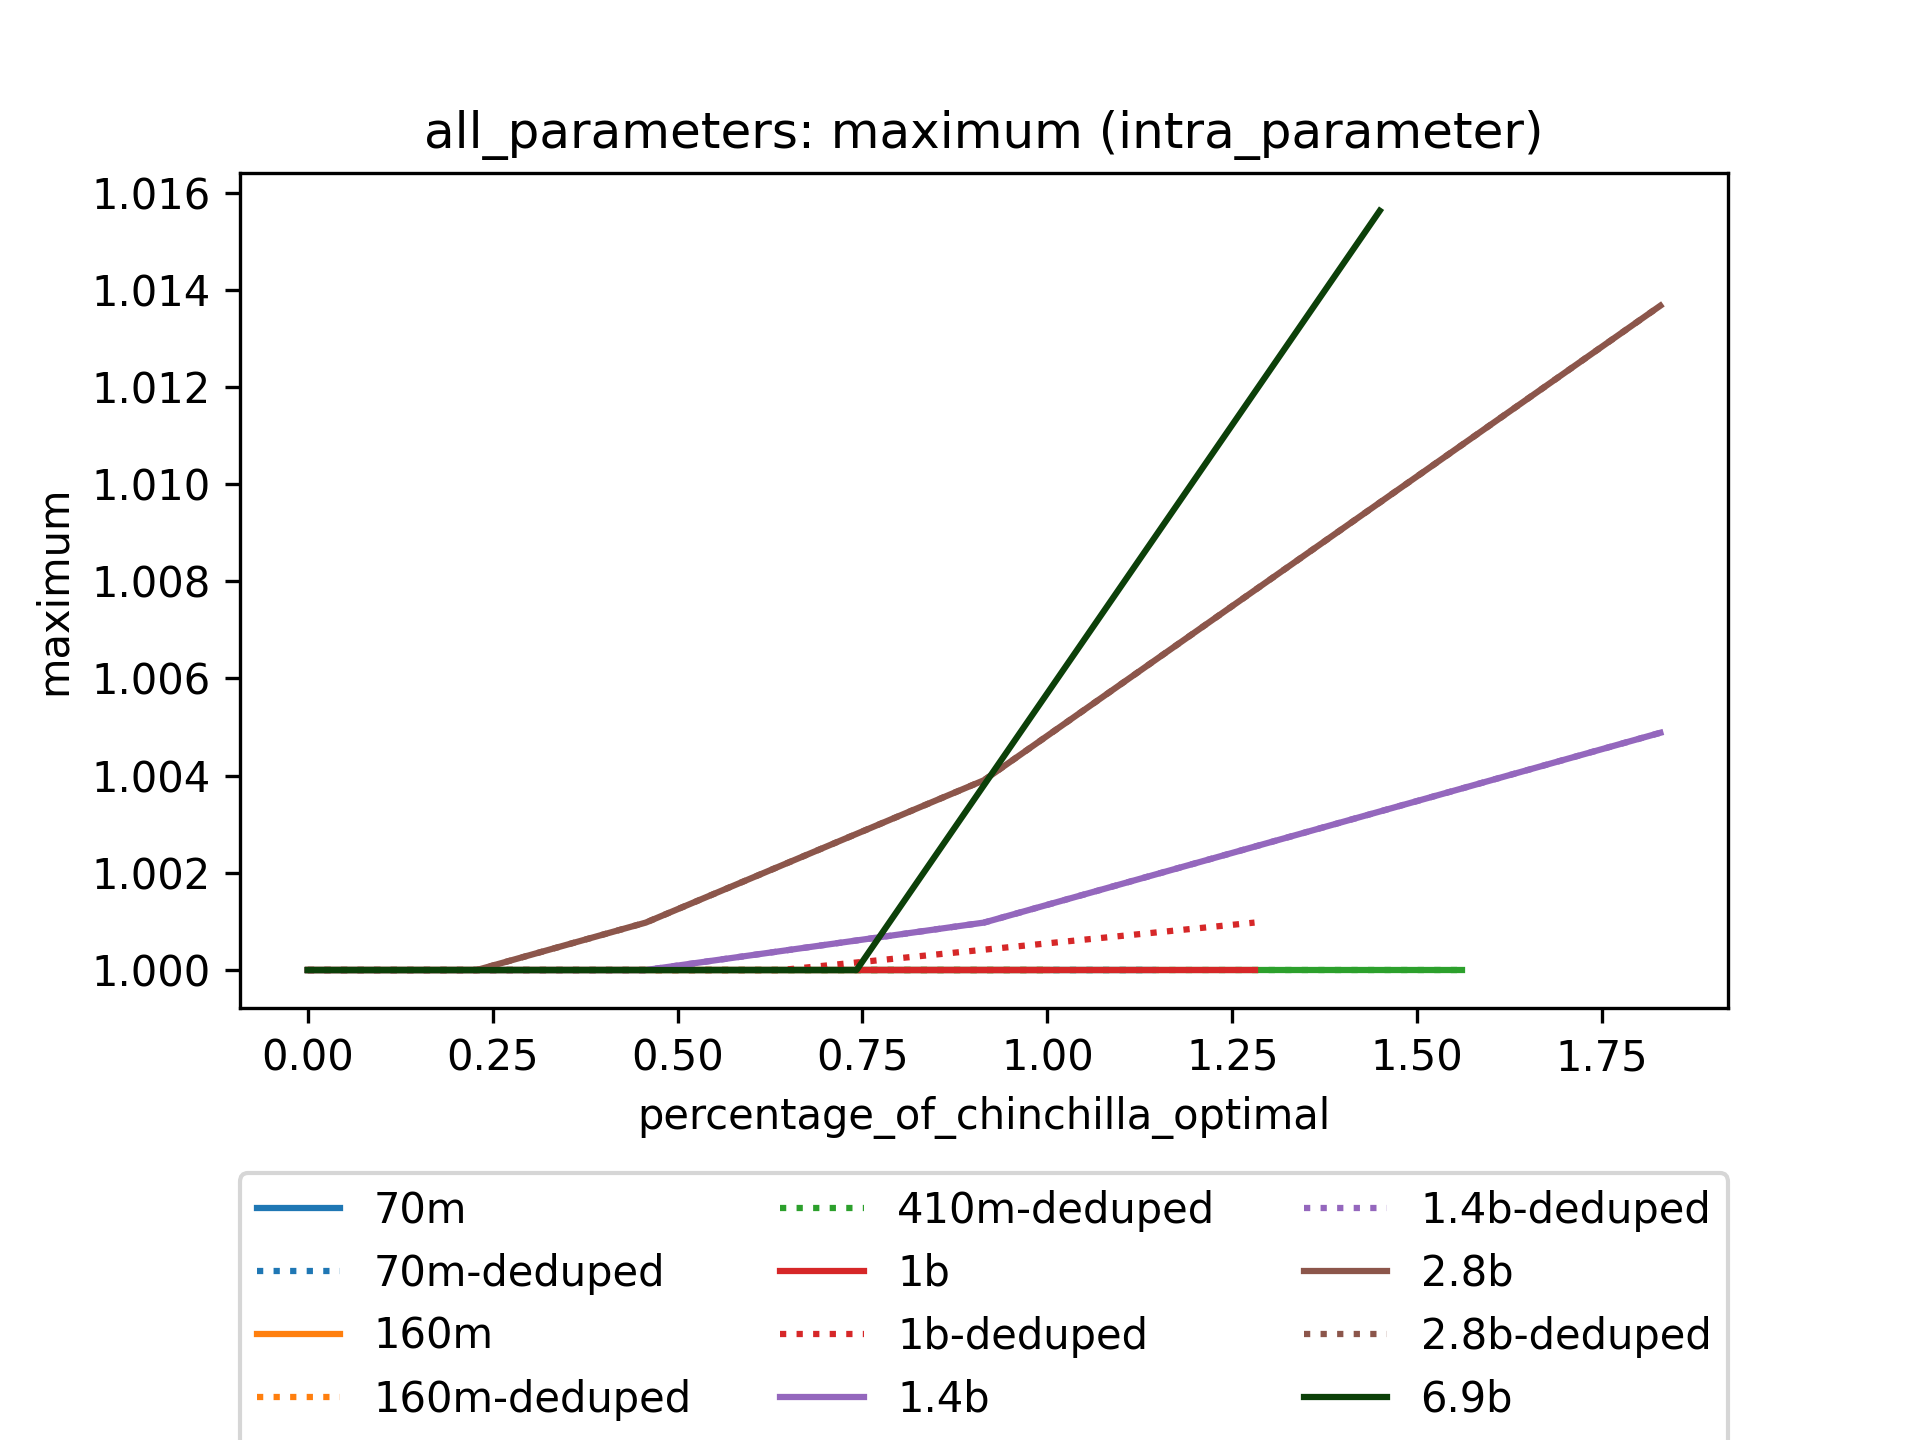 all_parameters: maximum (intra_parameter)
1.016
1.014
1.012
1.010
1.008
1.006
1.004
1.002
1.000
maximum
0.00 0.25 0.50 0.75 1.00 1.25 1.50 1.75
percentage_of_chinchilla_optimal
70m
70m-deduped
160m
160m-deduped
410m-deduped
1b
1b-deduped
1.4b
1.4b-deduped
2.8b
2.8b-deduped
6.9b